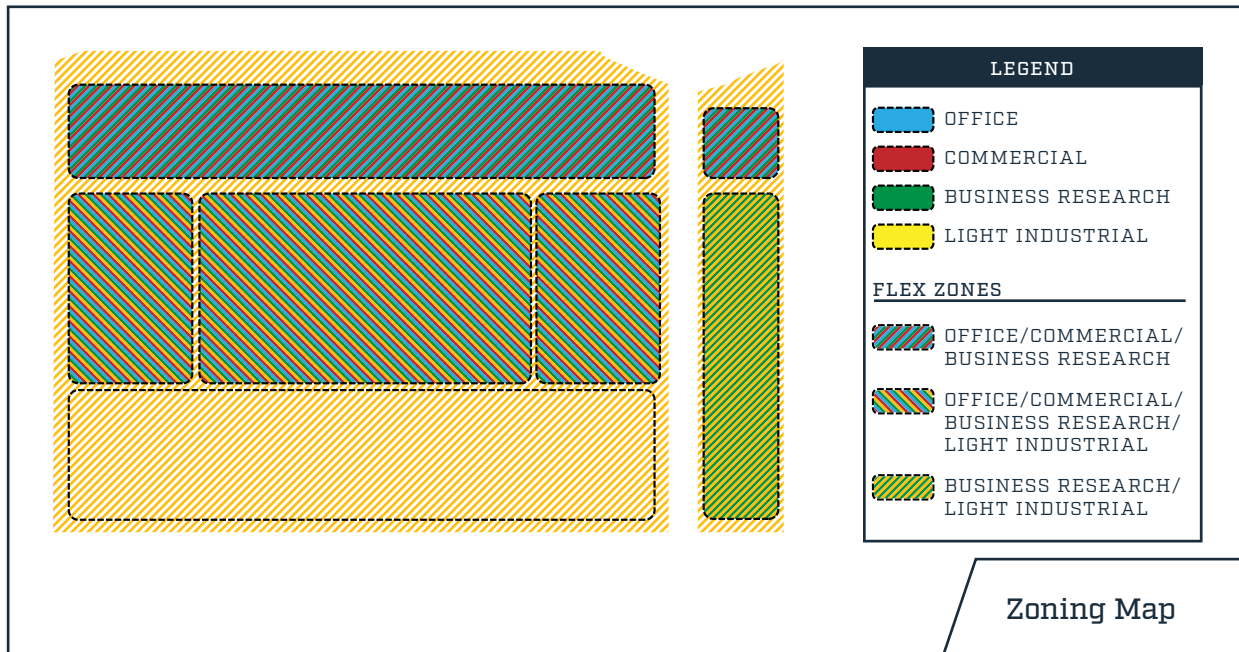 LEGEND
OFFICE
COMMERCIAL
BUSINESS RESEARCH
LIGHT INDUSTRIAL
FLEX ZONES
OFFICE/COMMERCIAL/
BUSINESS RESEARCH
OFFICE/COMMERCIAL/
BUSINESS RESEARCH/
LIGHT INDUSTRIAL
BUSINESS RESEARCH/
LIGHT INDUSTRIAL
Zoning Map